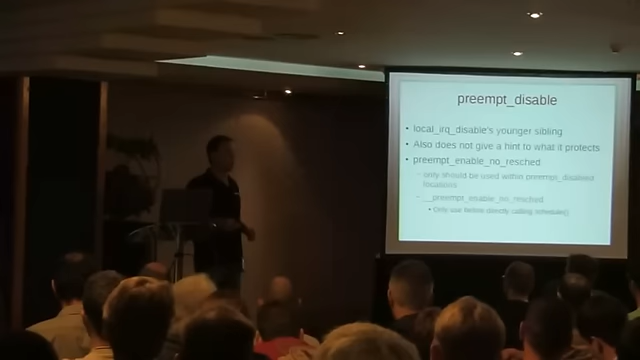 preempt_disable
• local_irq_disable's younger sibling
• Also does not give a hint to what it protects
• preempt_enable_no_resched
– only should be used within preempt_disabled
locations
– __preempt_enable_no_resched
• Only use before directly calling schedule()